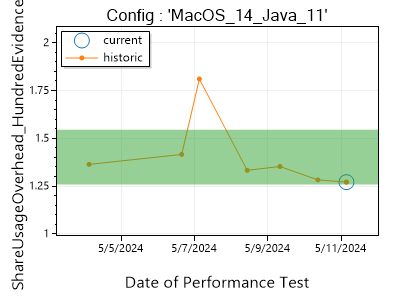 Config : 'MacOS_14_Java_11'
ShareUsageOverhead_HundredEvidence
current
historic
2
1.75
1.5
1.25
1
5/5/2024 5/7/2024 5/9/2024 5/11/2024
Date of Performance Test